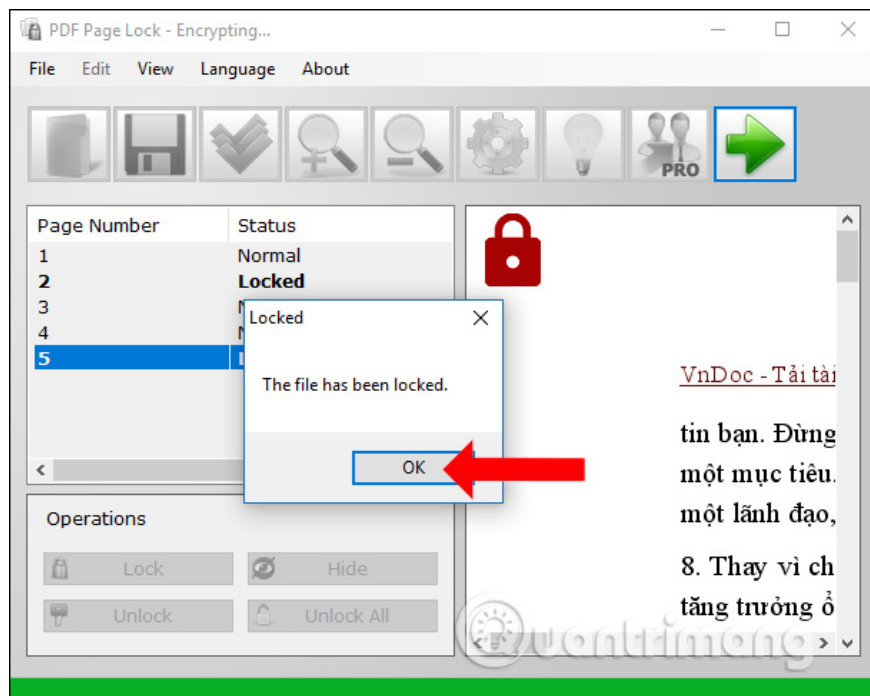 PDF Page Lock - Encrypting...
File Edit View Language About
PRO
Page Number Status
1 Normal
2 Locked
3
4
5
Locked
The file has been locked.
OK
Operations
Lock Hide
Unlock Unlock All
VnDoc - Tải tài
tin bạn. Đừng
một mục tiêu.
một lãnh đạo,
8. Thay vì ch
tăng trưởng ổ
Quantrimang